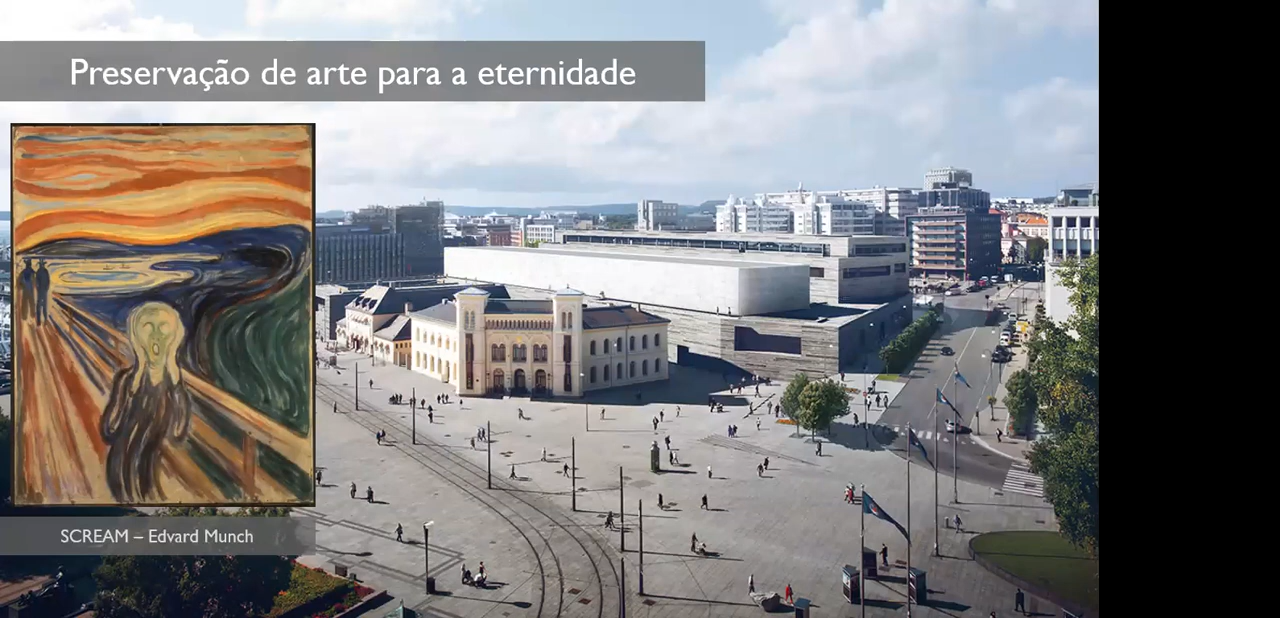 Preservação de arte para a eternidade
SCREAM – Edvard Munch